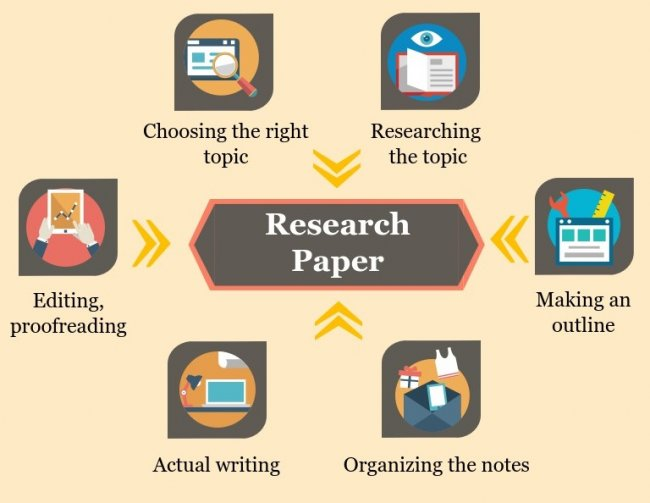 Choosing the right
topic
Researching
the topic
Research
Paper
Editing,
proofreading
Making an
outline
Actual writing
Organizing the notes